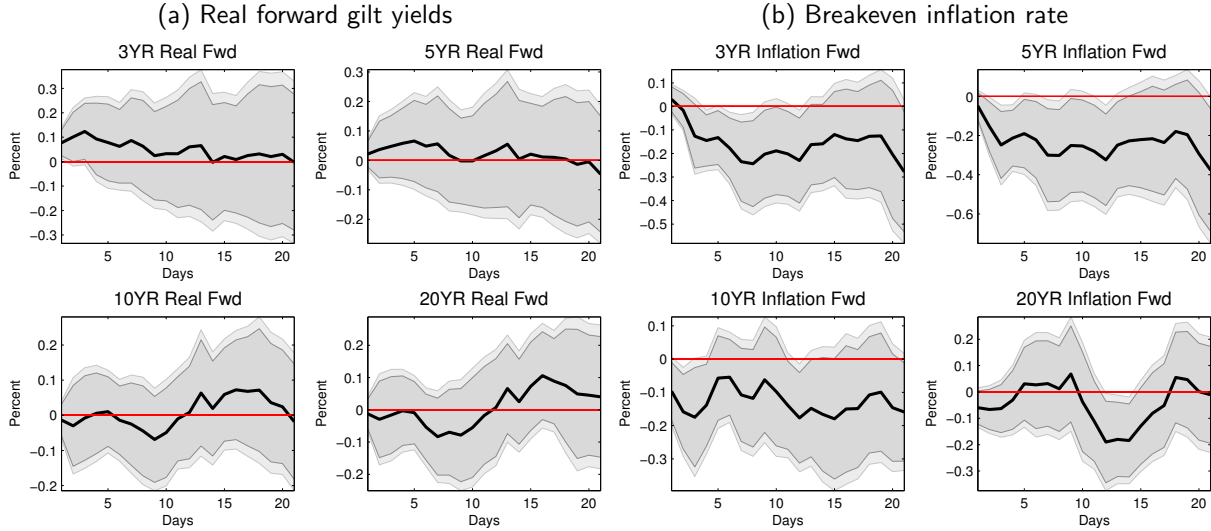 (a) Real forward gilt yields
(b) Breakeven inflation rate
3YR Real Fwd
Percent
0.3
0.2
0.1
0
−0.1
−0.2
−0.3
5 10 15 20
Days
5YR Real Fwd
Percent
0.3
0.2
0.1
0
−0.1
−0.2
5 10 15 20
Days
3YR Inflation Fwd
Percent
0.1
0
−0.1
−0.2
−0.3
−0.4
−0.5
5 10 15 20
Days
5YR Inflation Fwd
Percent
0
−0.2
−0.4
−0.6
5 10 15 20
Days
10YR Real Fwd
Percent
0.2
0.1
0
−0.1
−0.2
5 10 15 20
Days
20YR Real Fwd
Percent
0.2
0.1
0
−0.1
−0.2
5 10 15 20
Days
10YR Inflation Fwd
Percent
0.1
0
−0.1
−0.2
−0.3
5 10 15 20
Days
20YR Inflation Fwd
Percent
0.2
0.1
0
−0.1
−0.2
−0.3
5 10 15 20
Days